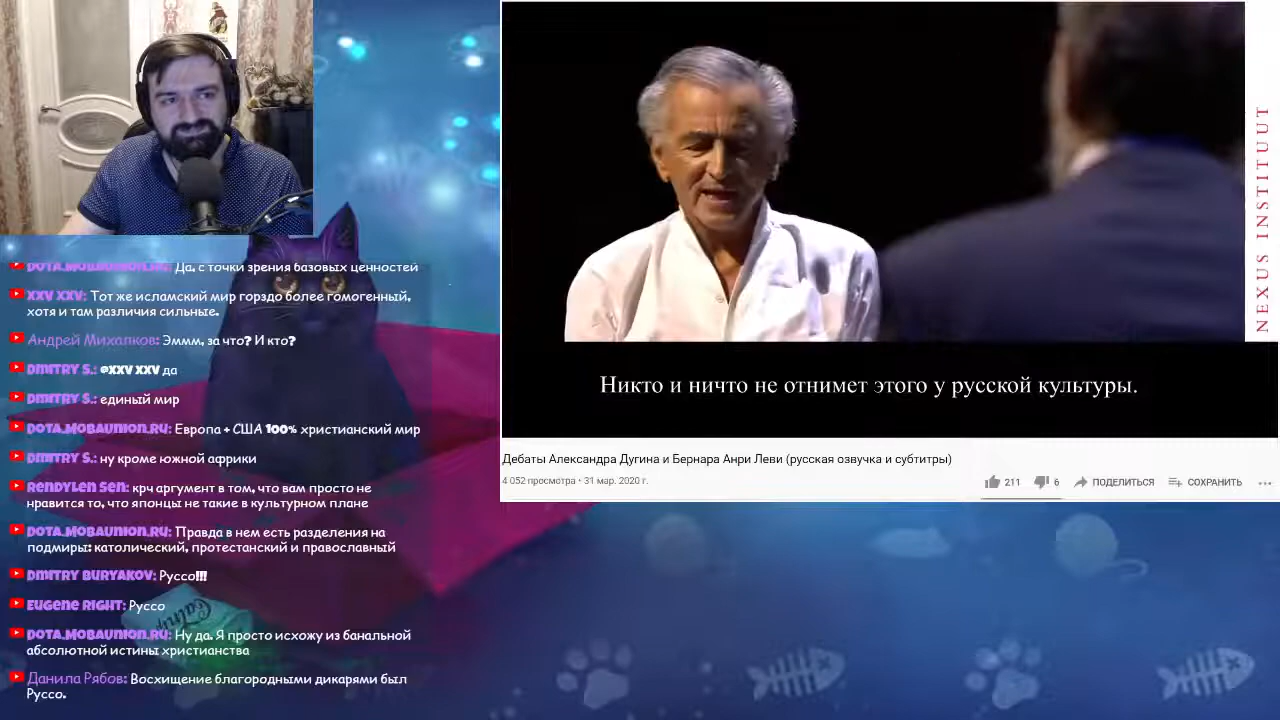 DOTA.MOBAUNION.RU: Да, с точки зрения базовых ценностей
XXV XXV: Тот же исламский мир горздо более гомогенный,
хотя и там различия сильные.
Андрей Михалков: Эммм, за что? И кто?
DMITRY S.: @XXV XXV да
DMITRY S.: единый мир
DOTA.MOBAUNION.RU: Европа + США 100% христианский мир
DMITRY S.: ну кроме южной африки
RENDYLEN SEN: крч аргумент в том, что вам просто не
нравится то, что японцы не такие в культурном плане
DOTA.MOBAUNION.RU: Правда в нем есть разделения на
подмиры: католический, протестанский и православный
DMITRY BURYAKOV: Руссо!!!
EUGENE RIGHT: Руссо
DOTA.MOBAUNION.RU: Ну да. Я просто исхожу из банальной
абсолютной истины христианства
Данила Рябов: Восхищение благородными дикарями был
Руссо.
NEXUS INSTITUUT
Никто и ничто не отнимет этого у русской культуры.
Дебаты Александра Дугина и Бернара Анри Леви (русская озвучка и субтитры)
4 052 просмотра • 31 мар. 2020 г.
211 6 ПОДЕЛИТЬСЯ СОХРАНИТЬ ...